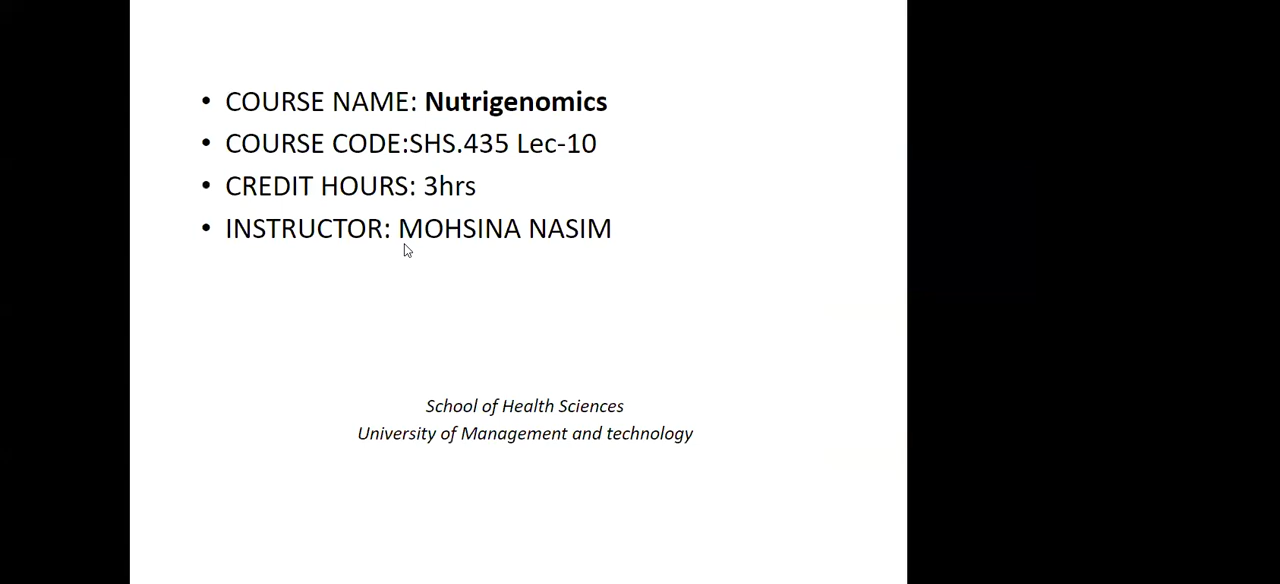 • COURSE NAME: Nutrigenomics
• COURSE CODE:SHS.435 Lec-10
• CREDIT HOURS: 3hrs
• INSTRUCTOR: MOHSINA NASIM
School of Health Sciences
University of Management and technology